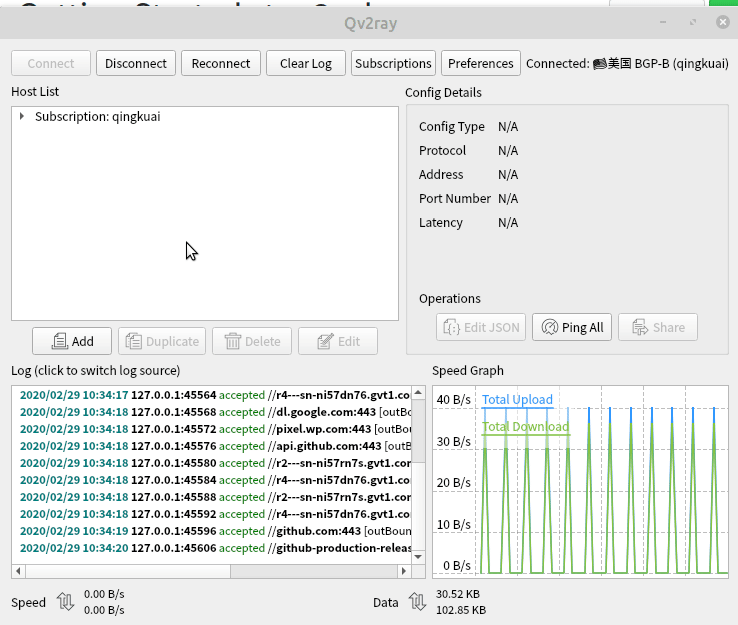 Qv2ray
Connect
Disconnect
Reconnect
Clear Log
Subscriptions
Preferences
Connected: 美国 BGP-B (qingkuai)
Host List
Config Details
Subscription: qingkuai
Config Type N/A
Protocol N/A
Address N/A
Port Number N/A
Latency N/A
Operations
Edit JSON
Ping All
Share
Add
Duplicate
Delete
Edit
Log (click to switch log source)
Speed Graph
2020/02/29 10:34:17 127.0.0.1:45564 accepted //r4---sn-ni57dn76.gvt1.co
2020/02/29 10:34:18 127.0.0.1:45568 accepted //dl.google.com:443 [outBo
2020/02/29 10:34:18 127.0.0.1:45572 accepted //pixel.wp.com:443 [outBou
2020/02/29 10:34:18 127.0.0.1:45576 accepted //api.github.com:443 [outB
2020/02/29 10:34:18 127.0.0.1:45580 accepted //r2---sn-ni57rn7s.gvt1.cor
2020/02/29 10:34:18 127.0.0.1:45584 accepted //r4---sn-ni57dn76.gvt1.co
2020/02/29 10:34:18 127.0.0.1:45588 accepted //r2---sn-ni57rn7s.gvt1.cor
2020/02/29 10:34:18 127.0.0.1:45592 accepted //r4---sn-ni57dn76.gvt1.co
2020/02/29 10:34:19 127.0.0.1:45596 accepted //github.com:443 [outBoun
2020/02/29 10:34:20 127.0.0.1:45606 accepted //github-production-releas
40 B/s
Total Upload
Total Download
30 B/s
20 B/s
10 B/s
0 B/s
Speed
0.00 B/s
0.00 B/s
Data
30.52 KB
102.85 KB